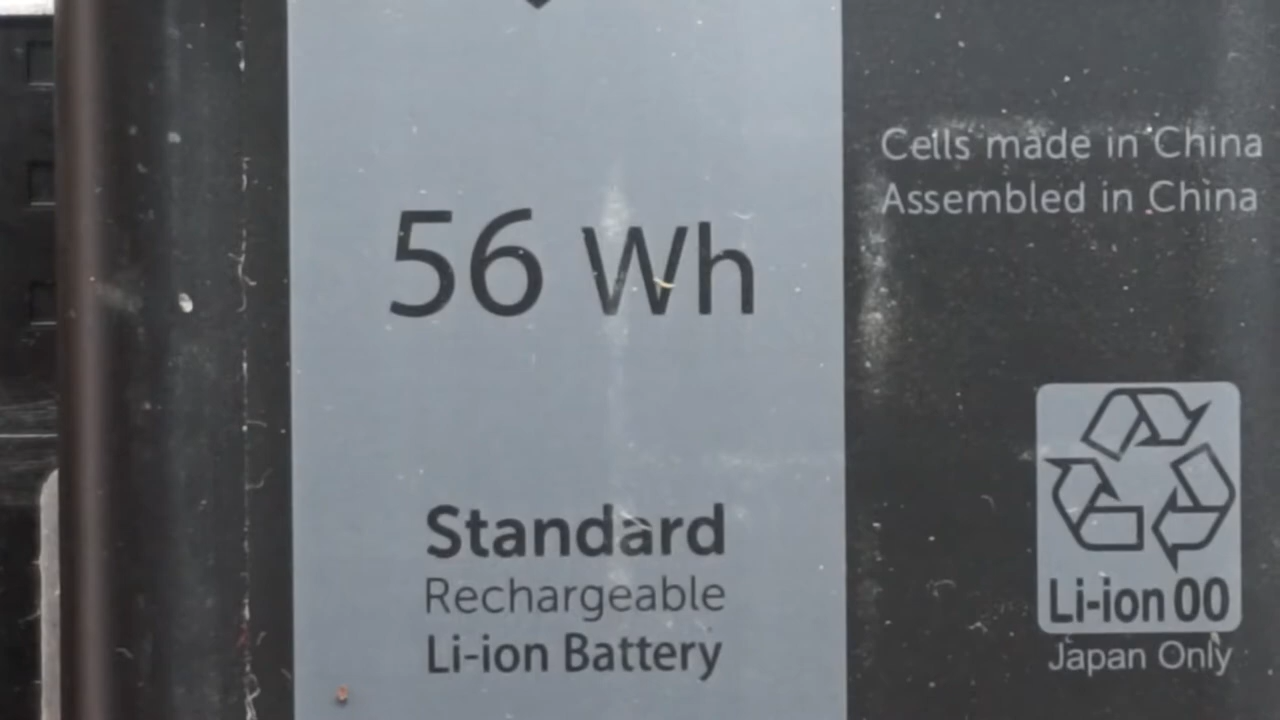 56 Wh
Standard
Rechargeable
Li-ion Battery
Cells made in China
Assembled in China
Li-ion 00
Japan Only